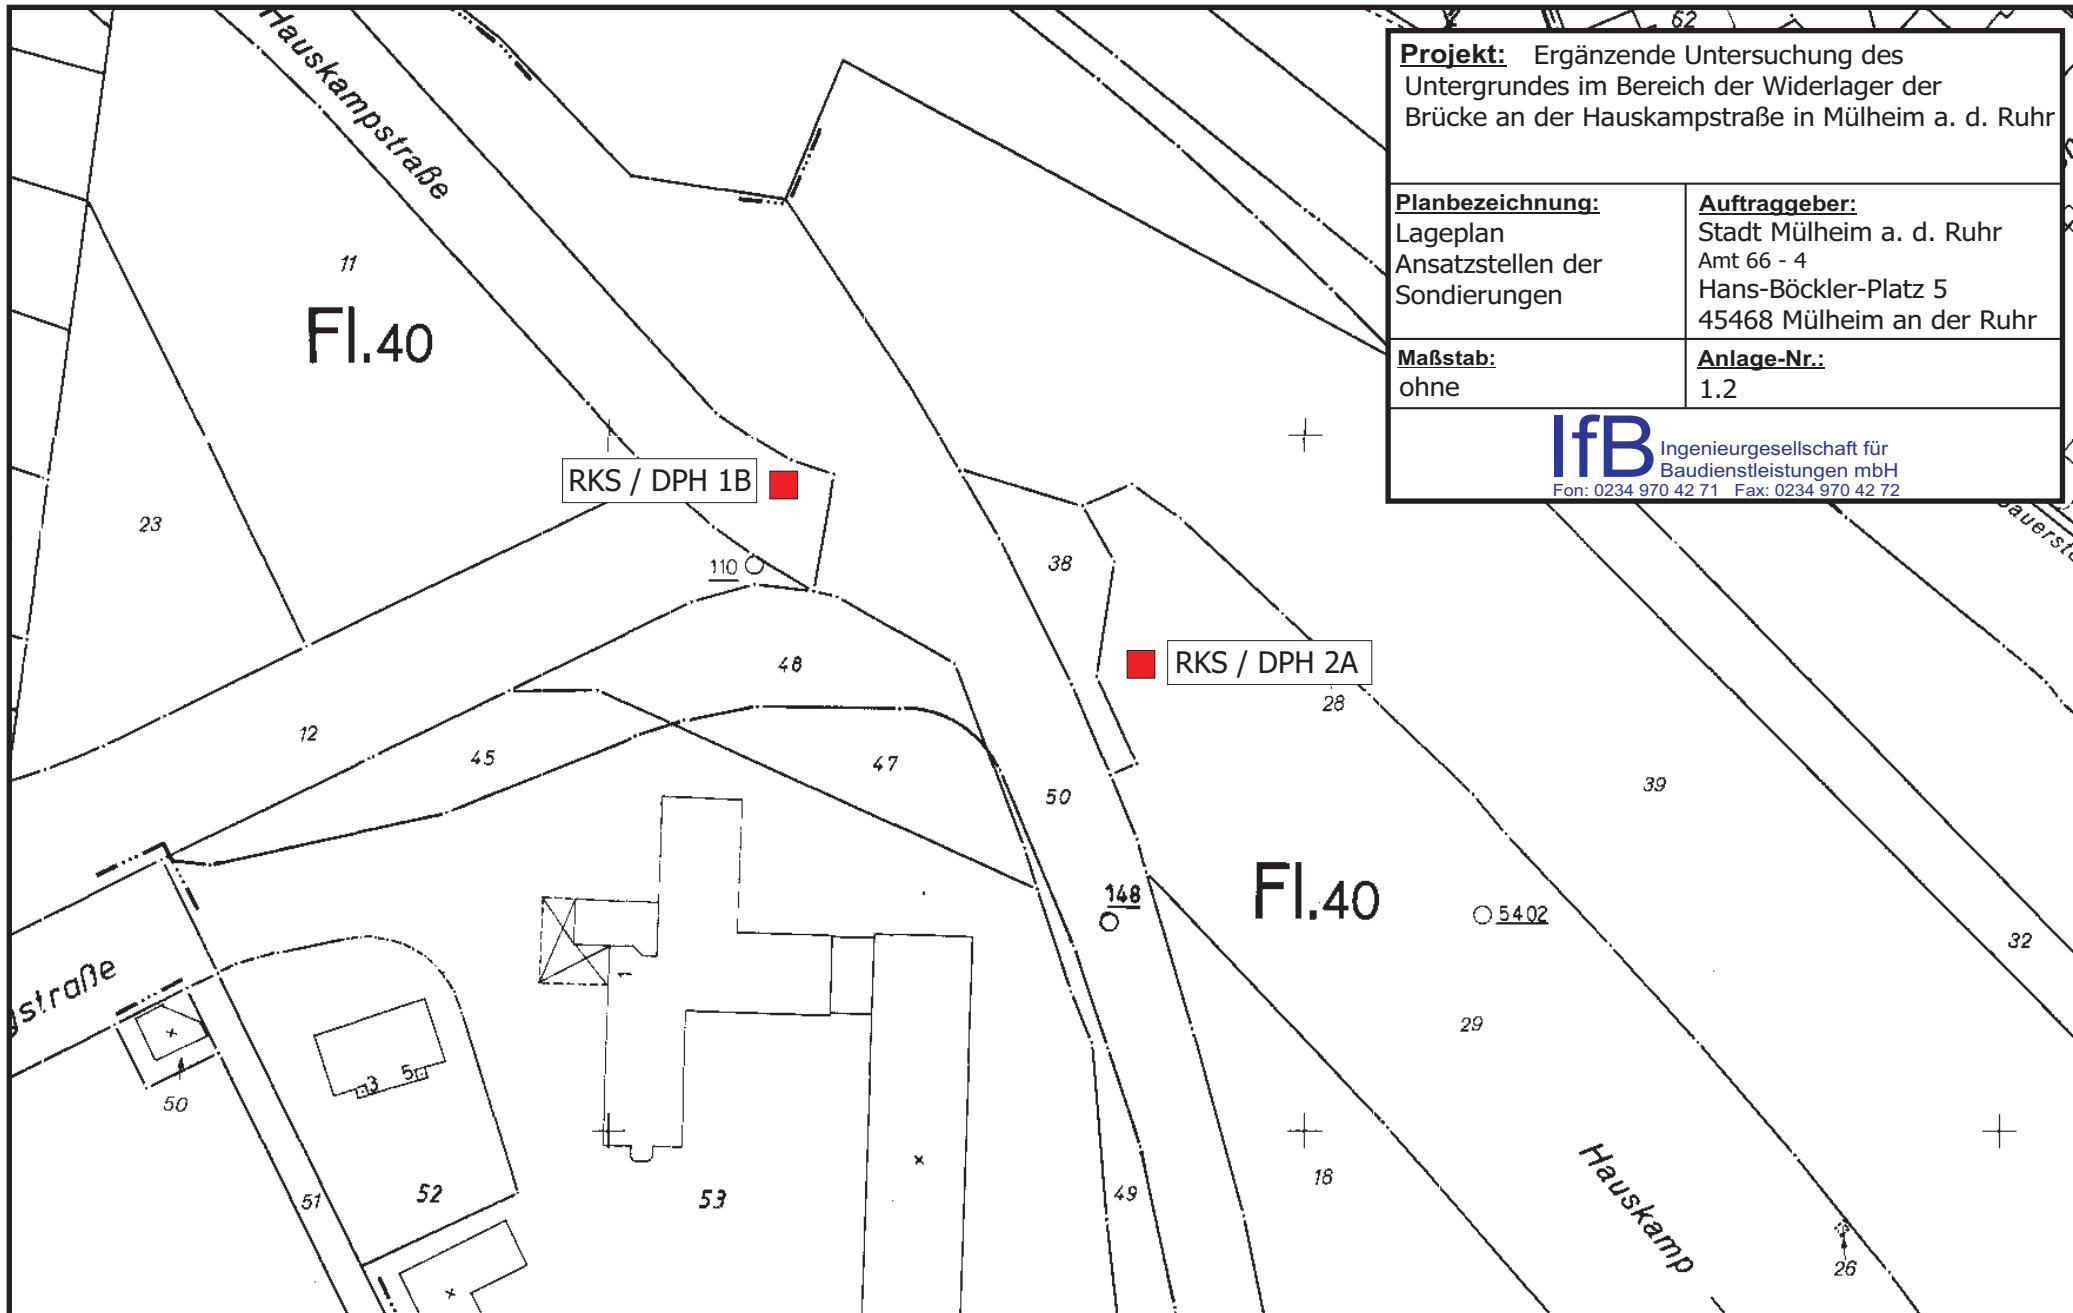 Hauskampstraße
62
Projekt: Ergänzende Untersuchung des
Untergrundes im Bereich der Widerlager der
Brücke an der Hauskampstraße in Mülheim a. d. Ruhr
Planbezeichnung:
Lageplan
Ansatzstellen der
Sondierungen
Auftraggeber:
Stadt Mülheim a. d. Ruhr
Amt 66 - 4
Hans-Böckler-Platz 5
45468 Mülheim an der Ruhr
Maßstab:
ohne
Anlage-Nr.:
1.2
IfB Ingenieurgesellschaft für
Baudienstleistungen mbH
Fon: 0234 970 42 71 Fax: 0234 970 42 72
11
Fl.40
RKS / DPH 1B
23
110
38
48
RKS / DPH 2A
28
12
45
47
50
39
148
Fl.40
5402
32
gstraße
1
29
3
5
50
51
52
53
49
18
Hauskamp
26